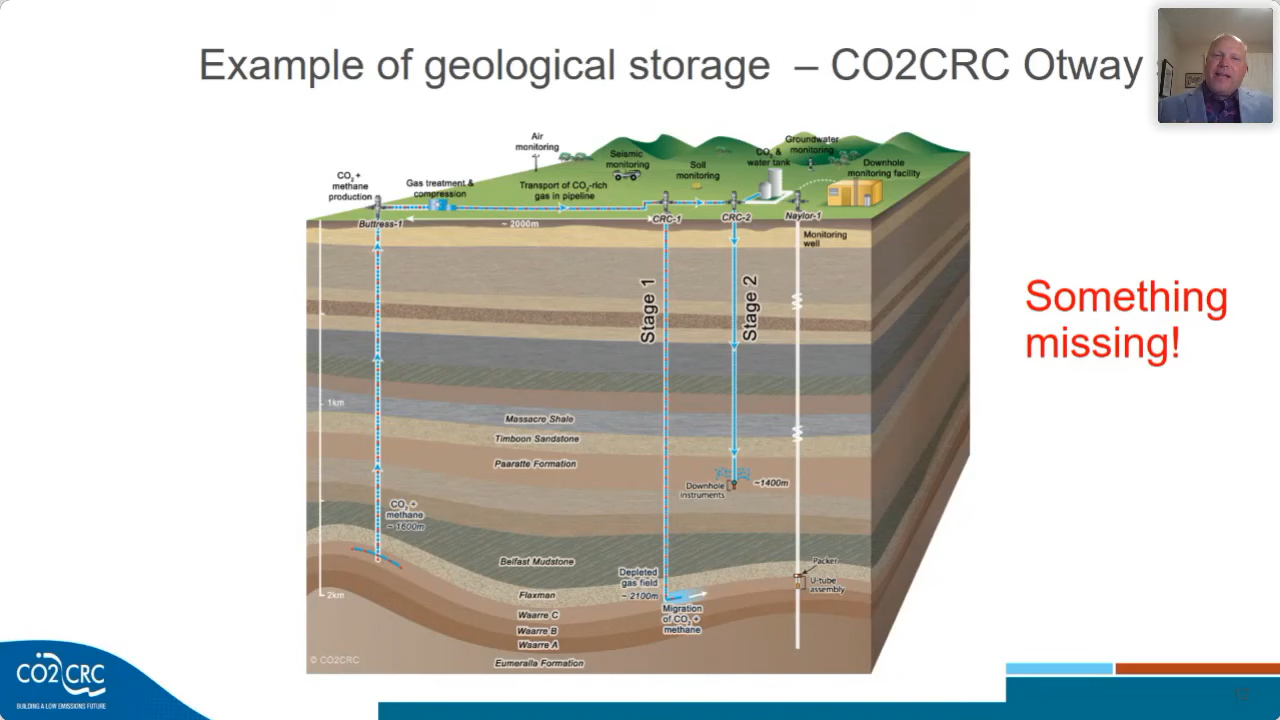 Example of geological storage – CO2CRC Otway
Air
monitoring
Seismic
monitoring
Soil
monitoring
CO2 &
water tank
Groundwater
monitoring
Downhole
monitoring facility
CO2 +
methane
production
Gas treatment &
compression
Transport of CO2-rich
gas in pipeline
Buttress-1
~ 2000m
CRC-1
CRC-2
Naylor-1
Monitoring
well
Stage 1
Stage 2
Something
missing!
1km
Massacre Shale
Timboon Sandstone
Paaratte Formation
Downhole
instruments
~1400m
CO2 +
methane
~ 1600m
Belfast Mudstone
Packer
U-tube
assembly
Depleted
gas field
~ 2100m
2km
Flaxman
Waarre C
Migration
of CO2 +
methane
Waarre B
Waarre A
Eumeralla Formation
© CO2CRC
CO2CRC
BUILDING A LOW EMISSIONS FUTURE